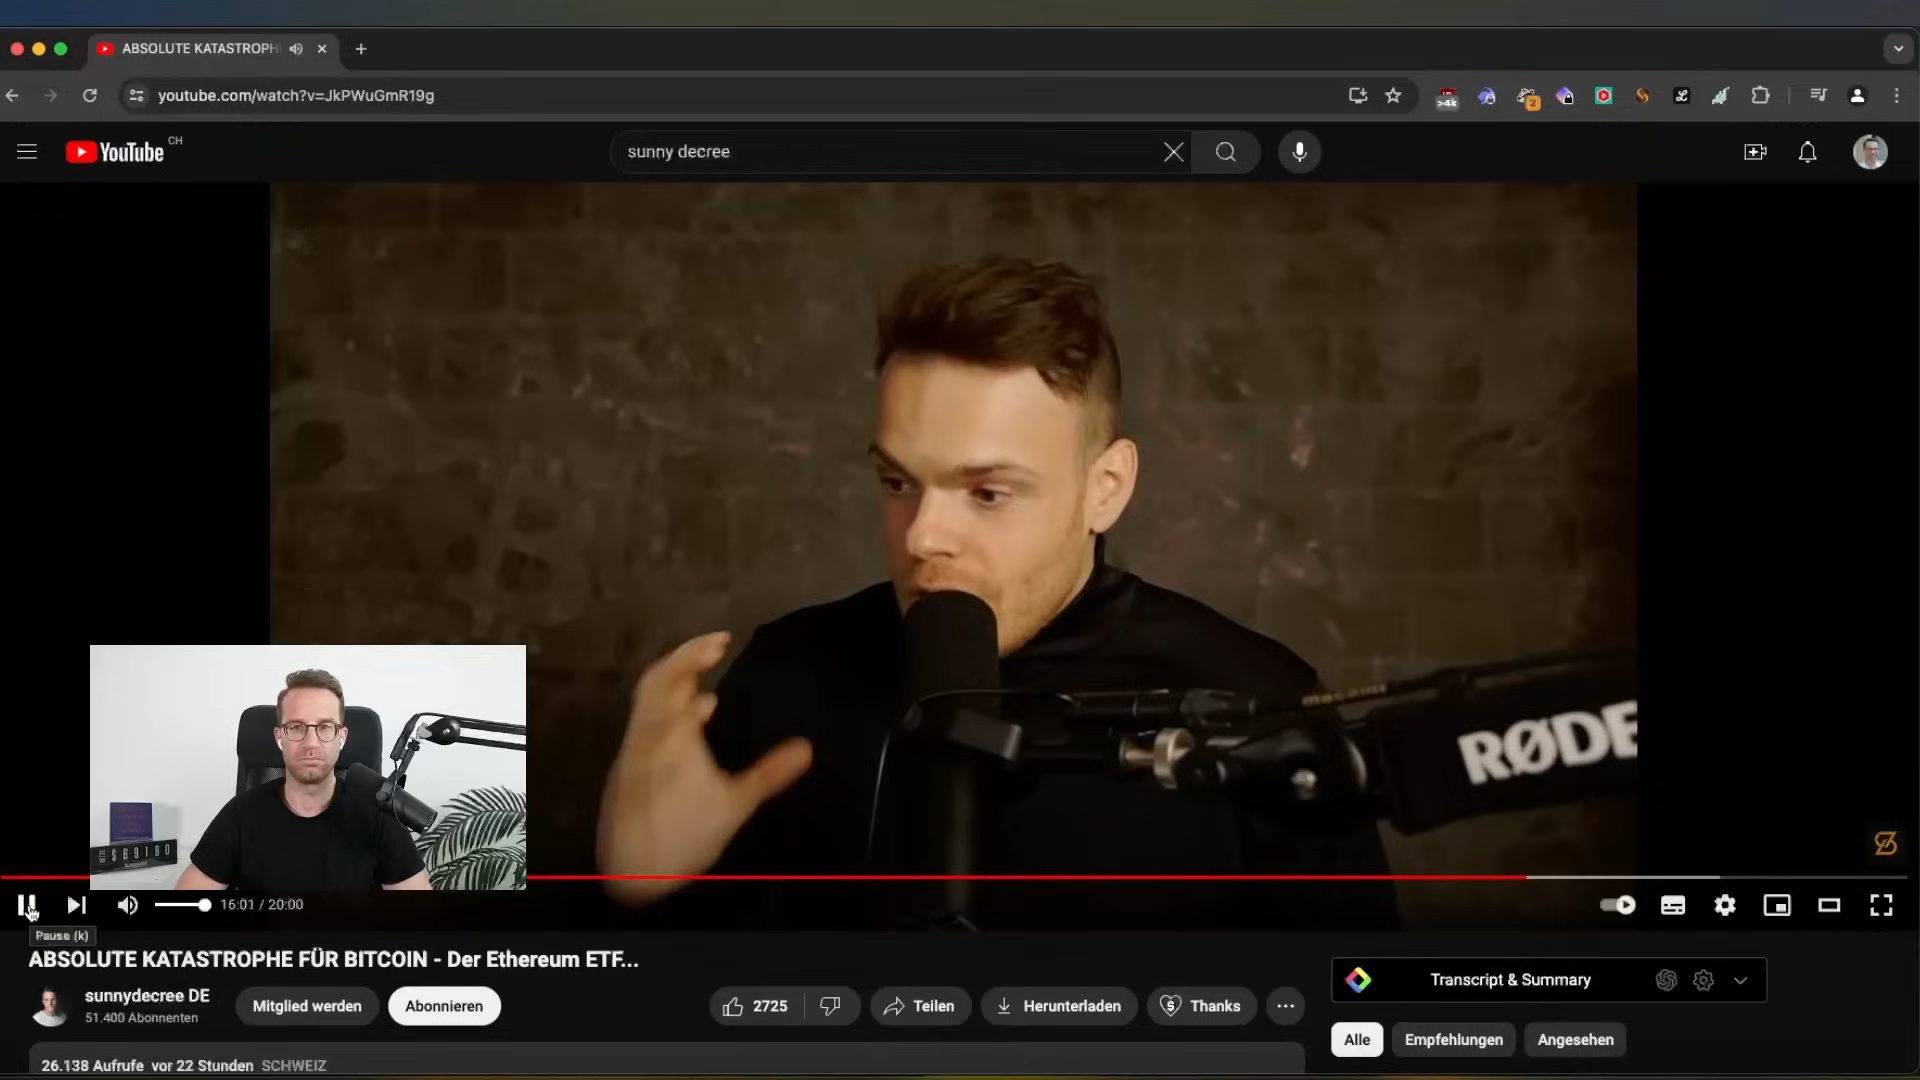 ABSOLUTE KATASTROPH
youtube.com/watch?v=JkPWuGmR19g
>4k
2
YouTube CH
sunny decree
RØDE
16:01 / 20:00
Pause (k)
ABSOLUTE KATASTROPHE FÜR BITCOIN - Der Ethereum ETF...
sunnydecree DE
51.400 Abonnenten
Mitglied werden
Abonnieren
2725
Teilen
Herunterladen
Thanks
Transcript & Summary
Alle
Empfehlungen
Angesehen
26.138 Aufrufe vor 22 Stunden SCHWEIZ